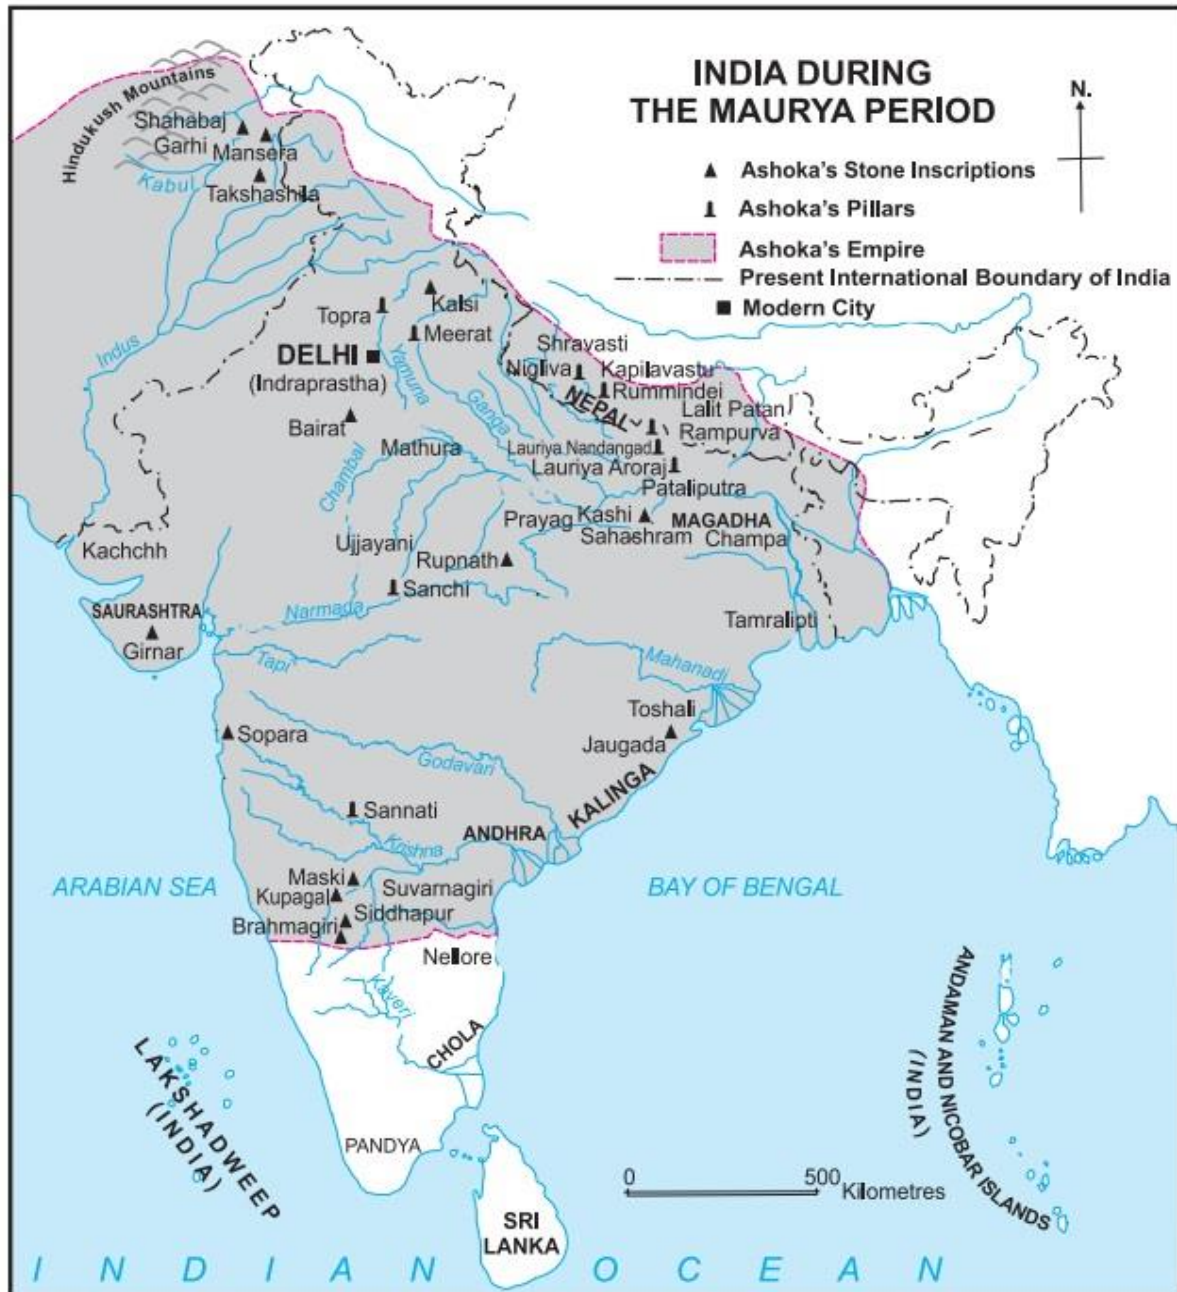 INDIA DURING
THE MAURYA PERIOD
N.
Ashoka's Stone Inscriptions
Ashoka's Pillars
Ashoka's Empire
Present International Boundary of India
Modern City
Hindukush Mountains
Shahabaj
Garhi
Mansera
Kabul
Takshashila
Indus
Topra
Kalsi
Meerat
DELHI
(Indraprastha)
Yamuna
Ganga
Shravasti
Nigliva
Kapilavastu
Rummindei
NEPAL
Lalit Patan
Rampurva
Bairat
Mathura
Chambal
Lauriya Nandangad
Lauriya Aroraj
Pataliputra
Prayag
Kashi
Sahashram
MAGADHA
Champa
Kachchh
Ujjayani
Rupnath
Sanchi
SAURASHTRA
Girnar
Narmada
Tapi
Tamralipti
Mahanadi
Toshali
Jaugada
Sopara
Godavari
KALINGA
Sannati
ANDHRA
Krishna
ARABIAN SEA
BAY OF BENGAL
Maski
Kupagal
Suvarnagiri
Siddhapur
Brahmagiri
Nellore
Kaveri
CHOLA
PANDYA
LAKSHADWEEP
(INDIA)
ANDAMAN AND NICOBAR ISLANDS
(INDIA)
0 500 Kilometres
SRI
LANKA
INDIAN OCEAN